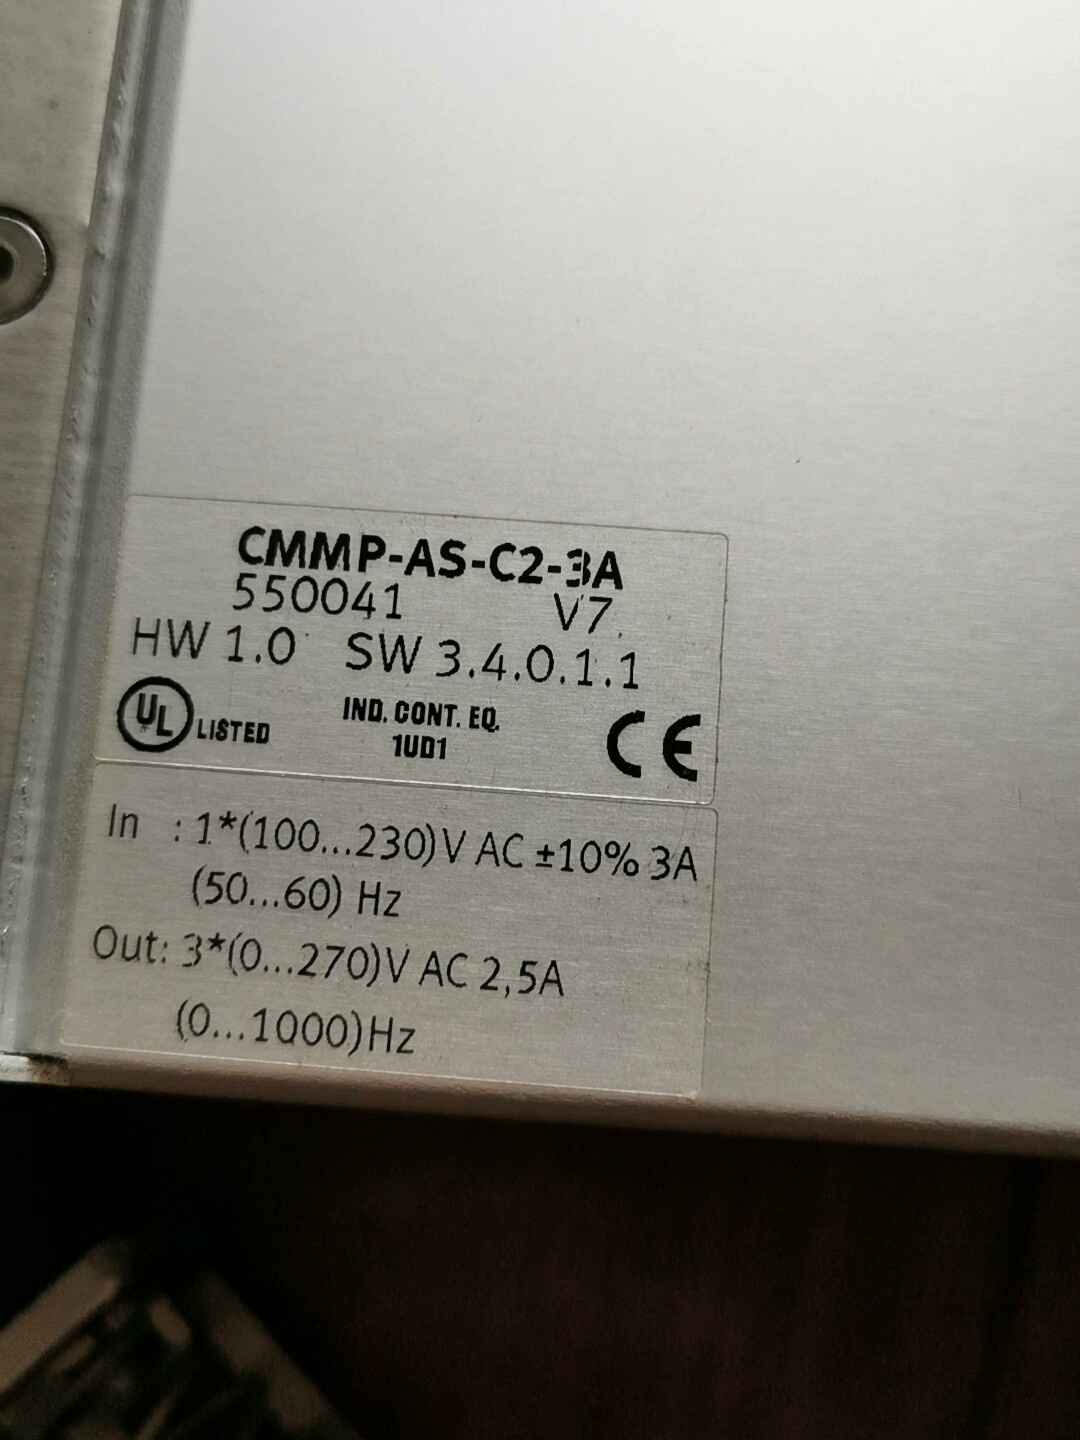 CMMP-AS-C2-3A
550041 V7.
HW 1.0 SW 3.4.0.1.1
UL LISTED IND. CONT. EQ. CE
1UD1
In : 1*(100...230)V AC ±10% 3A
(50...60) Hz
Out: 3*(0...270)V AC 2,5A
(0...1000)Hz